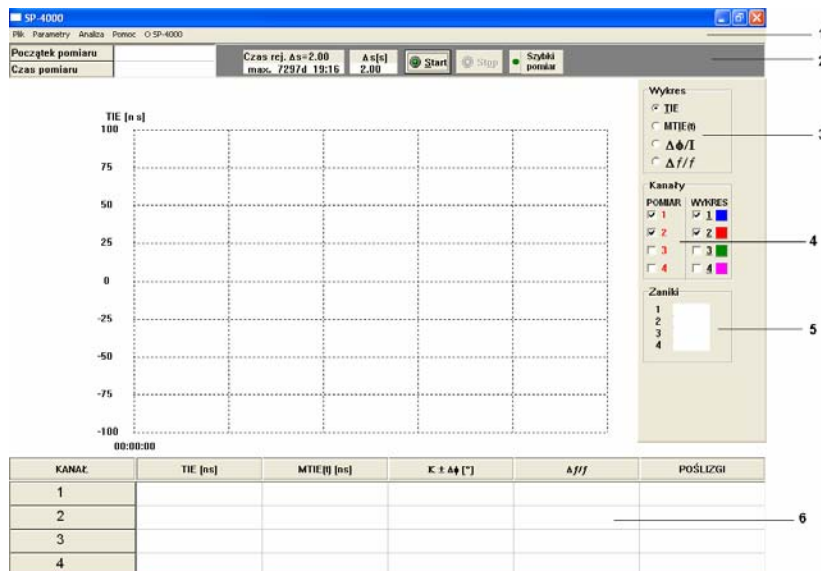 SP-4000
Plik Parametry Analiza Pomoc O SP-4000
1
Początek pomiaru
Czas pomiaru
Czas rej. Δs=2.00
max. 7297d 19:16
Δs[s]
2.00
Start
Stop
Szybki
pomiar
2
TIE [n s]
100
75
50
25
0
-25
-50
-75
-100
00:00:00
Wykres
TIE
MTIE(t)
Δϕ/I
Δf/f
3
Kanały
POMIAR WYKRES
1 1
2 2
3 3
4 4
4
Zaniki
1
2
3
4
5
KANAŁ TIE [ns] MTIE(t) [ns] K ± Δϕ [°] Δf/f POŚLIZGI
1
2
3
4
6